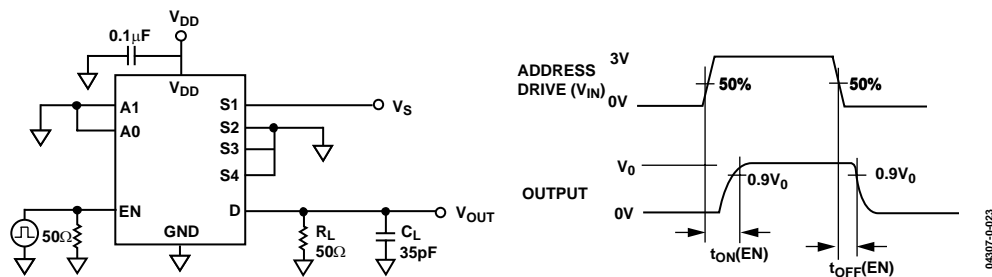 V_DD
0.1μF
V_DD
A1
A0
EN
GND
S1
S2
S3
S4
D
V_S
V_OUT
50Ω
R_L
50Ω
C_L
35pF
3V
ADDRESS
DRIVE (V_IN)
0V
50%
50%
V_0
OUTPUT
0V
0.9V_0
0.9V_0
t_ON(EN)
t_OFF(EN)
04307-0-023